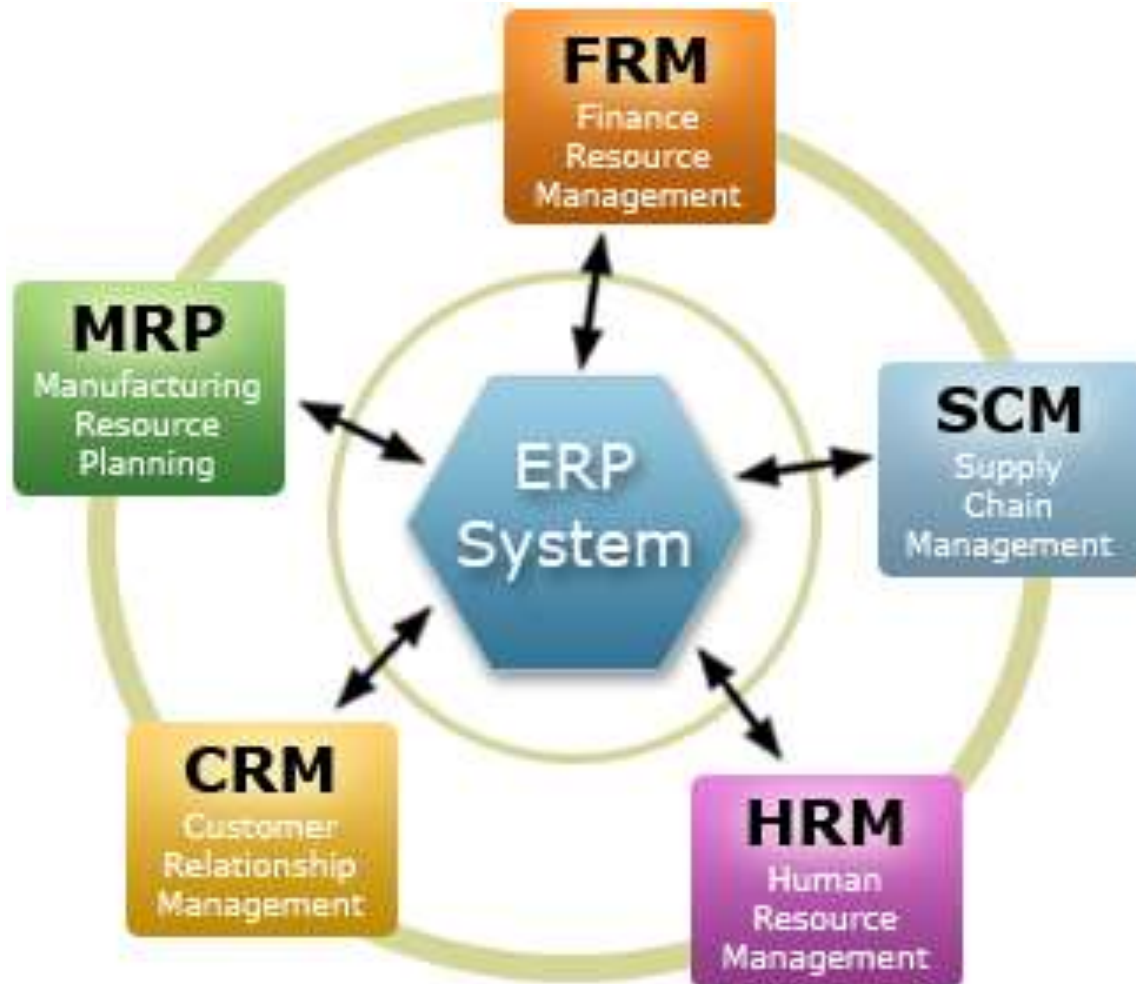 FRM
Finance
Resource
Management
MRP
Manufacturing
Resource
Planning
ERP
System
SCM
Supply
Chain
Management
CRM
Customer
Relationship
Management
HRM
Human
Resource
Management